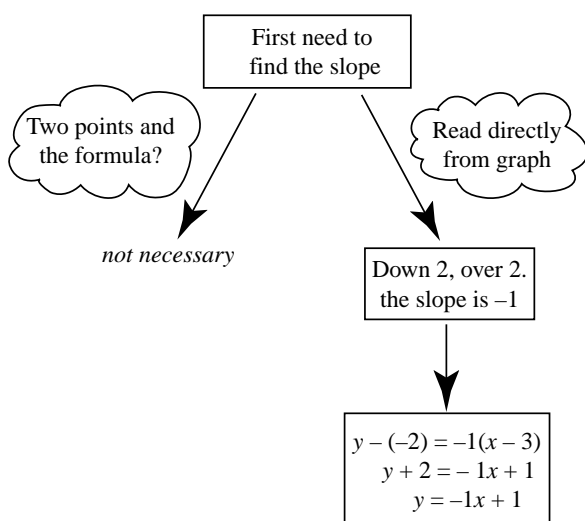 First need to
find the slope
Two points and
the formula?
Read directly
from graph
not necessary
Down 2, over 2.
the slope is –1
y – (–2) = –1(x – 3)
y + 2 = – 1x + 1
y = –1x + 1